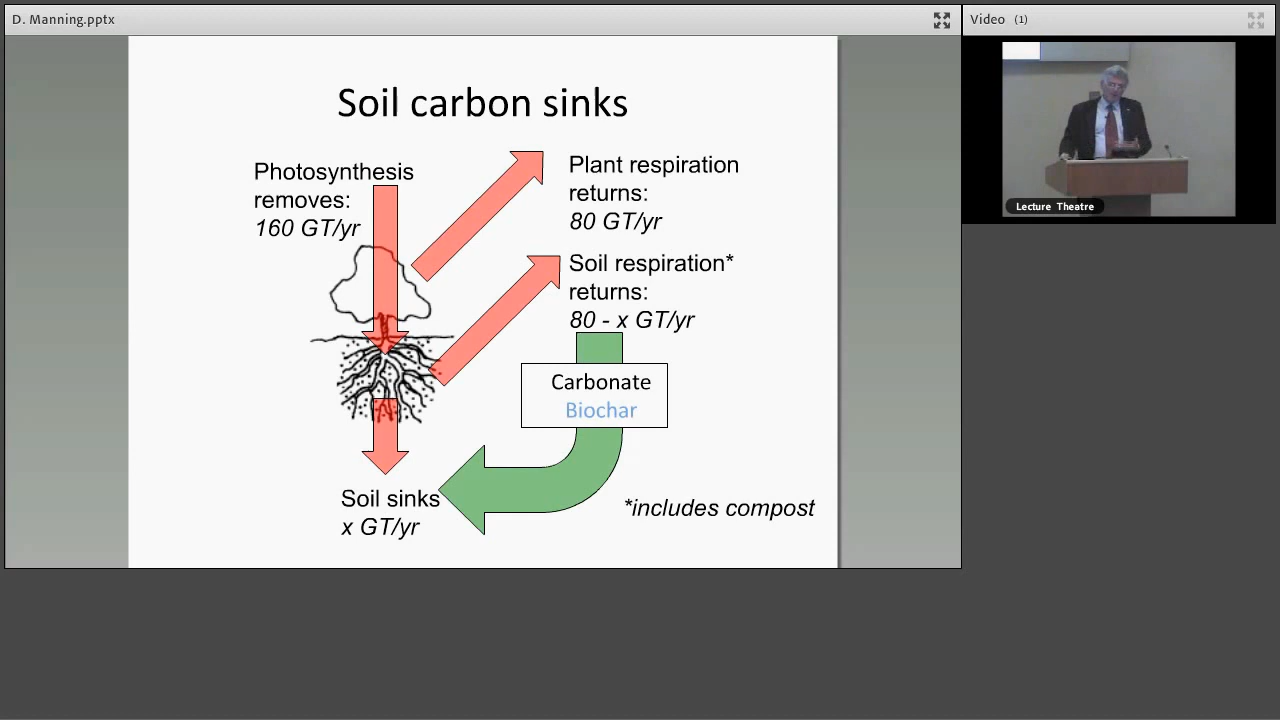 D. Manning.pptx
Video (1)
Soil carbon sinks
Photosynthesis
removes:
160 GT/yr
Plant respiration
returns:
80 GT/yr
Soil respiration*
returns:
80 - x GT/yr
Carbonate
Biochar
Soil sinks
x GT/yr
*includes compost
Lecture Theatre